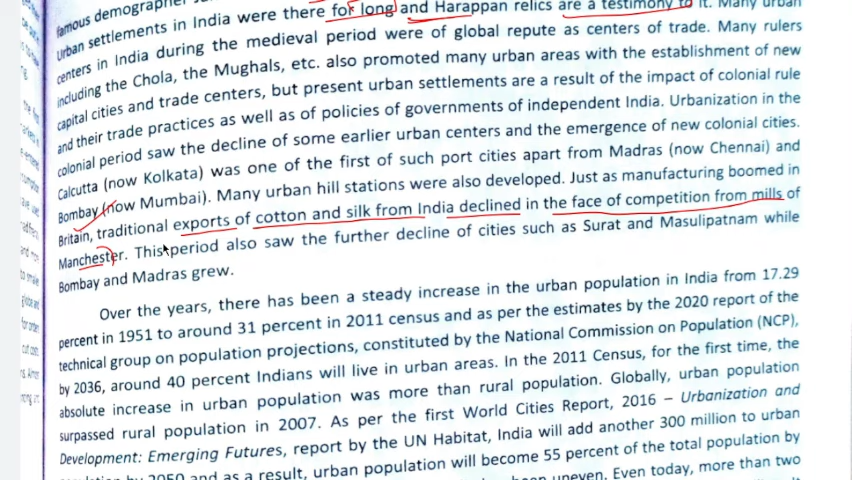 famous demographer
Urban settlements in India were there for long and Harappan relics are a testimony to it. Many urban
centers in India during the medieval period were of global repute as centers of trade. Many rulers
including the Chola, the Mughals, etc. also promoted many urban areas with the establishment of new
capital cities and trade centers, but present urban settlements are a result of the impact of colonial rule
and their trade practices as well as of policies of governments of independent India. Urbanization in the
colonial period saw the decline of some earlier urban centers and the emergence of new colonial cities.
Calcutta (now Kolkata) was one of the first of such port cities apart from Madras (now Chennai) and
Bombay (now Mumbai). Many urban hill stations were also developed. Just as manufacturing boomed in
Britain, traditional exports of cotton and silk from India declined in the face of competition from mills of
Manchester. This period also saw the further decline of cities such as Surat and Masulipatnam while
Bombay and Madras grew.
Over the years, there has been a steady increase in the urban population in India from 17.29
percent in 1951 to around 31 percent in 2011 census and as per the estimates by the 2020 report of the
technical group on population projections, constituted by the National Commission on Population (NCP),
by 2036, around 40 percent Indians will live in urban areas. In the 2011 Census, for the first time, the
absolute increase in urban population was more than rural population. Globally, urban population
surpassed rural population in 2007. As per the first World Cities Report, 2016 – Urbanization and
Development: Emerging Futures, report by the UN Habitat, India will add another 300 million to urban
2050 and as a result, urban population will become 55 percent of the total population by
been uneven. Even today, more than two